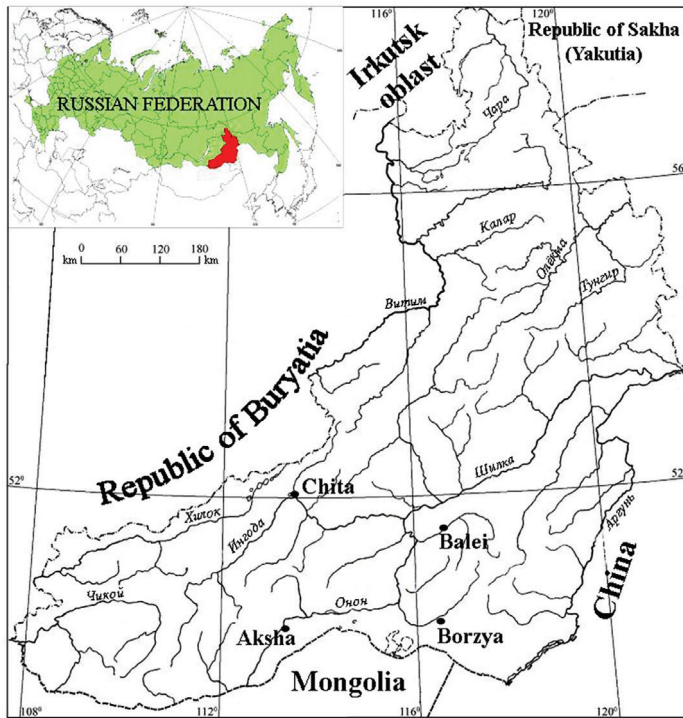 116°
120°
Republic of Sakha
(Yakutia)
Irkutsk
oblast
RUSSIAN FEDERATION
Чара
56
Калар
0 60 120 180
km km
Олёкма
Тунгир
Витим
Republic of Buryatia
52°
Chita
Шилка
52
Хилок
Ингода
Balei
Аргунь
China
Чикой
Онон
Aksha
Borzya
Mongolia
108°
112°
116°
120°